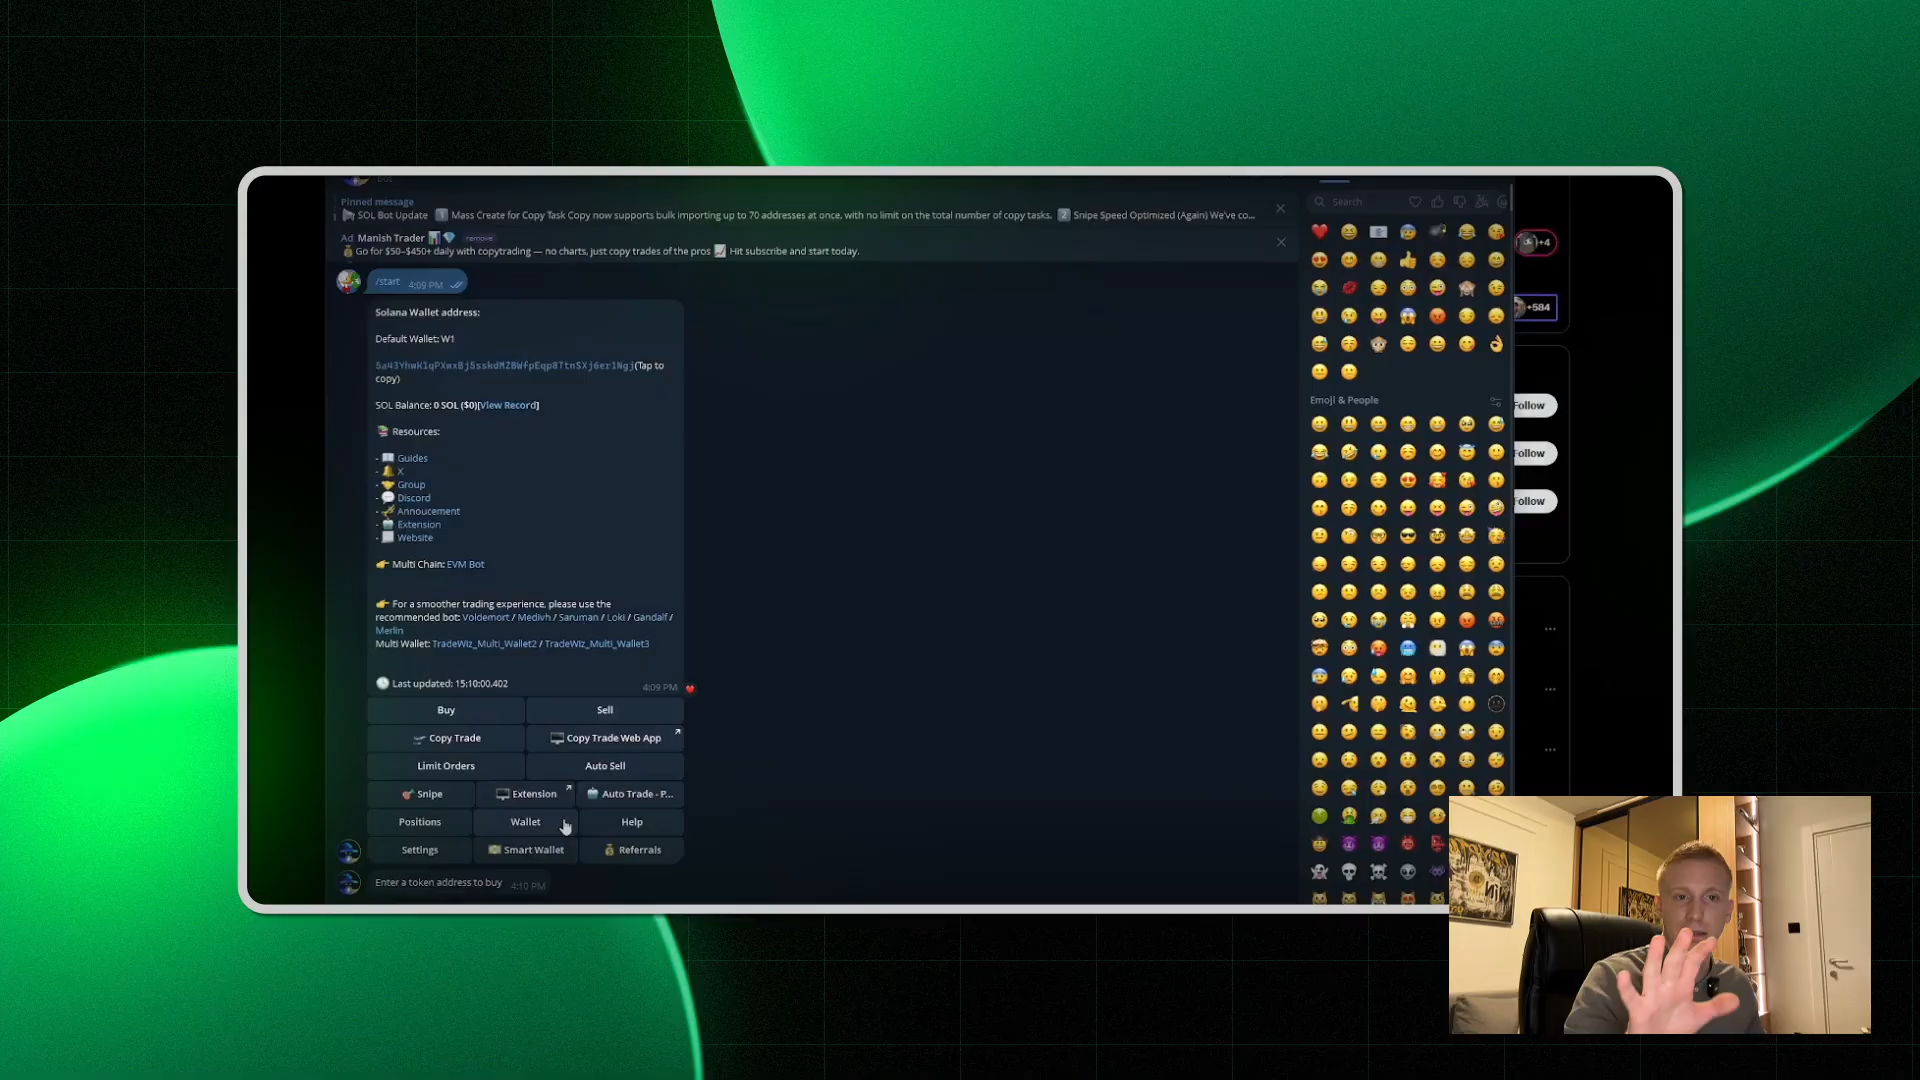 Pinned message
SOL Bot Update 1 Mass Create for Copy Task Copy now supports bulk importing up to 70 addresses at once, with no limit on the total number of copy tasks. 2 Snipe Speed Optimized (Again) We've co...
Ad Manish Trader remove
Go for $50–$450+ daily with copytrading — no charts, just copy trades of the pros Hit subscribe and start today.
/start 4:09 PM
Solana Wallet address:
Default Wallet: W1
(Tap to
copy)
SOL Balance: 0 SOL ($0)[View Record]
Resources:
- Guides
- X
- Group
- Discord
- Annoucement
- Extension
- Website
Multi Chain: EVM Bot
For a smoother trading experience, please use the
recommended bot: Voldemort / Medivh / Saruman / Loki / Gandalf /
Merlin
Multi Wallet: TradeWiz_Multi_Wallet2 / TradeWiz_Multi_Wallet3
Last updated: 15:10:00.402
4:09 PM
Buy Sell
Copy Trade Copy Trade Web App
Limit Orders Auto Sell
Snipe Extension Auto Trade - P...
Positions Wallet Help
Settings Smart Wallet Referrals
Enter a token address to buy 4:10 PM
Search
Emoji & People
+4
+584
Follow
Follow
Follow